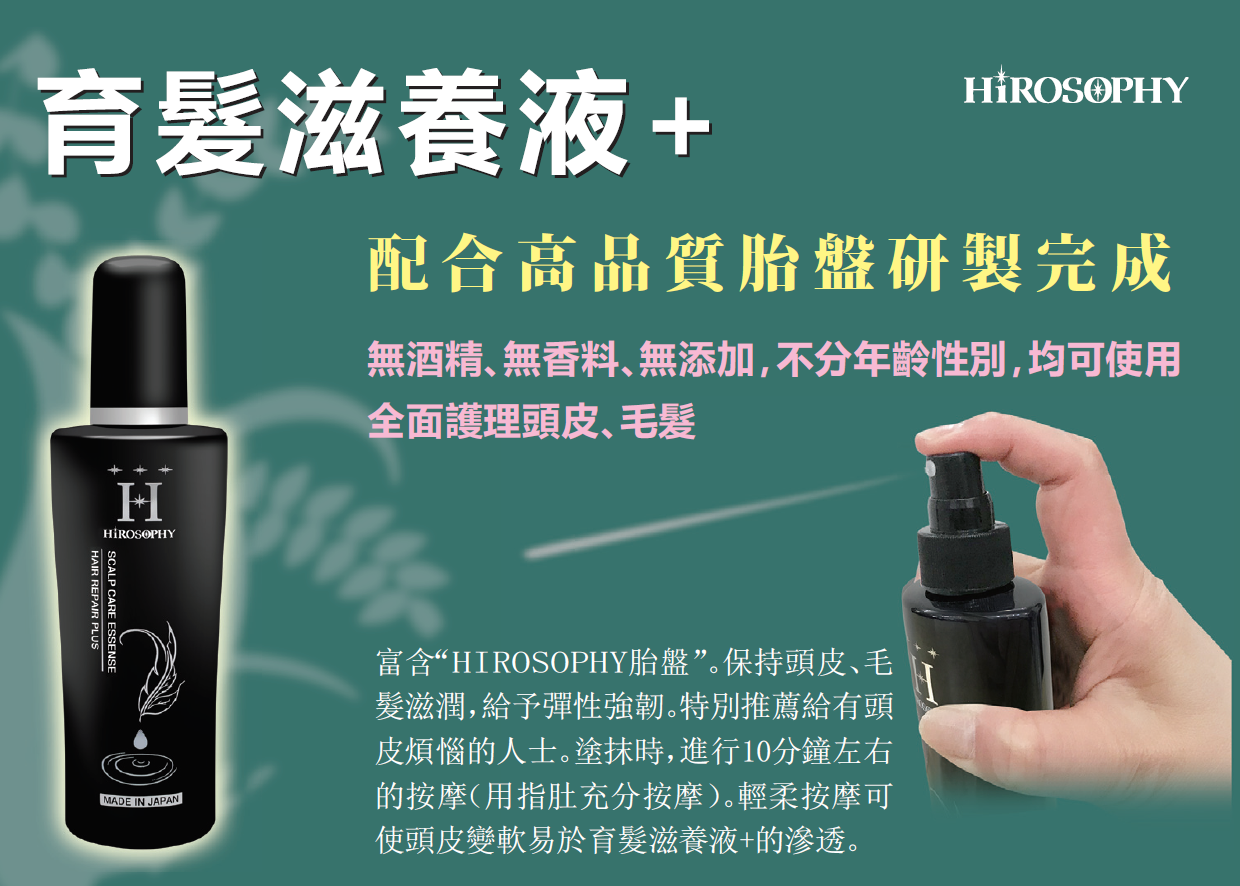 育髮滋養液+
HIROSOPHY
配合高品質胎盤研製完成
無酒精、無香料、無添加,不分年齡性別,均可使用
全面護理頭皮、毛髮
H
HIROSOPHY
SCALP CARE ESSENSE
HAIR REPAIR PLUS
MADE IN JAPAN
H
富含“HIROSOPHY胎盤”。保持頭皮、毛
髮滋潤,給予彈性強韌。特別推薦給有頭
皮煩惱的人士。塗抹時,進行10分鐘左右
的按摩(用指肚充分按摩)。輕柔按摩可
使頭皮變軟易於育髮滋養液+的滲透。